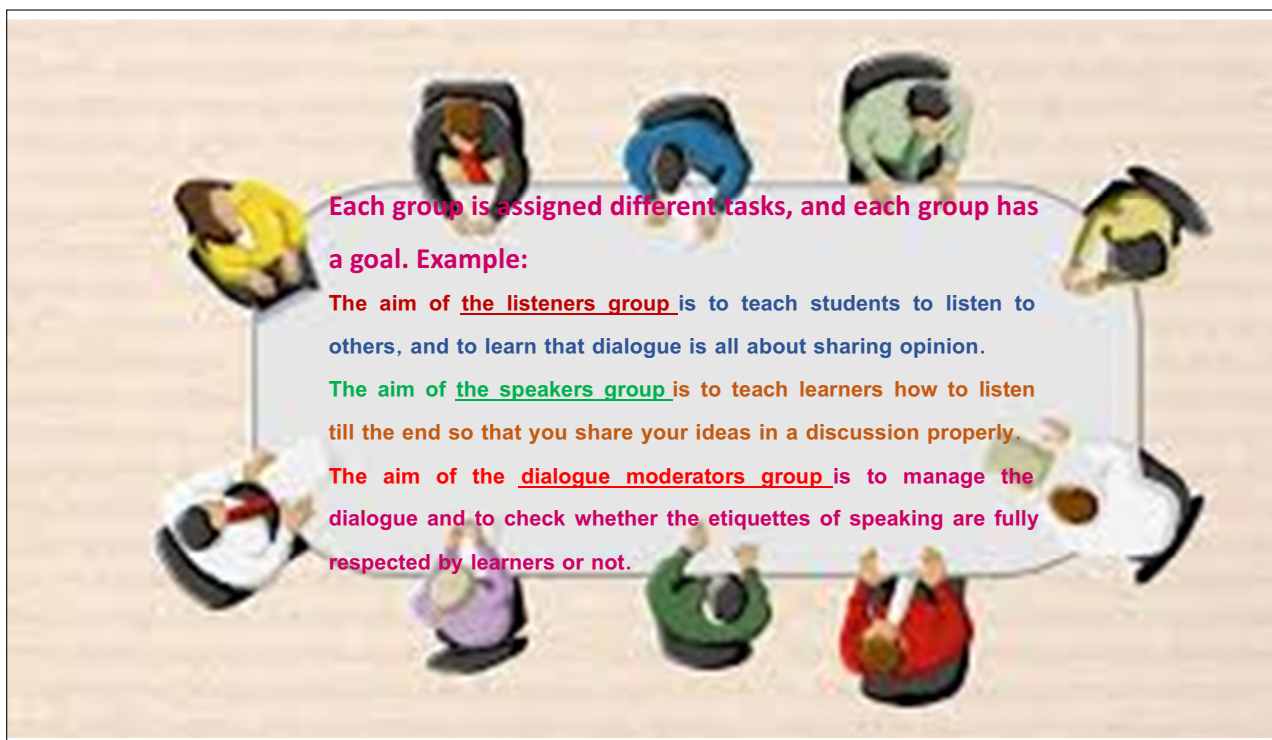 Each group is assigned different tasks, and each group has
a goal. Example:
The aim of the listeners group is to teach students to listen to
others, and to learn that dialogue is all about sharing opinion.
The aim of the speakers group is to teach learners how to listen
till the end so that you share your ideas in a discussion properly.
The aim of the dialogue moderators group is to manage the
dialogue and to check whether the etiquettes of speaking are fully
respected by learners or not.